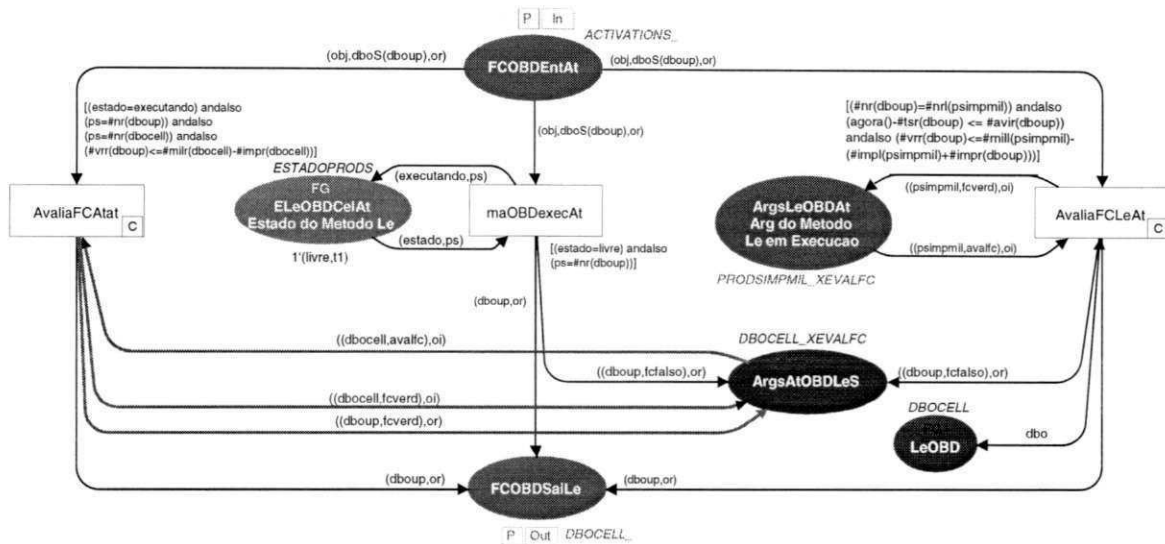 P In
ACTIVATIONS_
FCOBDEntAt
(obj,dboS(dboup),or)
(obj,dboS(dboup),or)
[(estado=executando) andalso
(ps=#nr(dboup)) andalso
(ps=#nr(dbocell)) andalso
(#vrr(dboup)<=#milr(dbocell)-#impr(dbocell))]
(obj,dboS(dboup),or)
[(#nr(dboup)=#nrl(psimpmil)) andalso
(agora()-#tsr(dboup) <= #avir(dboup))
andalso (#vrr(dboup)<=#mill(psimpmil)-
(#impl(psimpmil)+#impr(dboup)))]
ESTADOPRODS
FG
ELeOBDCelAt
Estado do Metodo Le
1'(livre,t1)
(executando,ps)
(estado,ps)
AvaliaFCAtat
C
maOBDexecAt
[(estado=livre) andalso
(ps=#nr(dboup))]
((psimpmil,fcverd),oi)
ArgsLeOBDAt
Arg do Metodo
Le em Execucao
((psimpmil,avalfc),oi)
PRODSIMPMIL_XEVALFC
AvaliaFCLeAt
C
(dboup,or)
((dbocell,avalfc),oi)
DBOCELL_XEVALFC
((dboup,fcfalso),or)
ArgsAtOBDLeS
((dboup,fcfalso),or)
((dbocell,fcverd),oi)
((dboup,fcverd),or)
DBOCELL
LeOBD
dbo
(dboup,or)
FCOBDSaiLe
(dboup,or)
P Out DBOCELL_